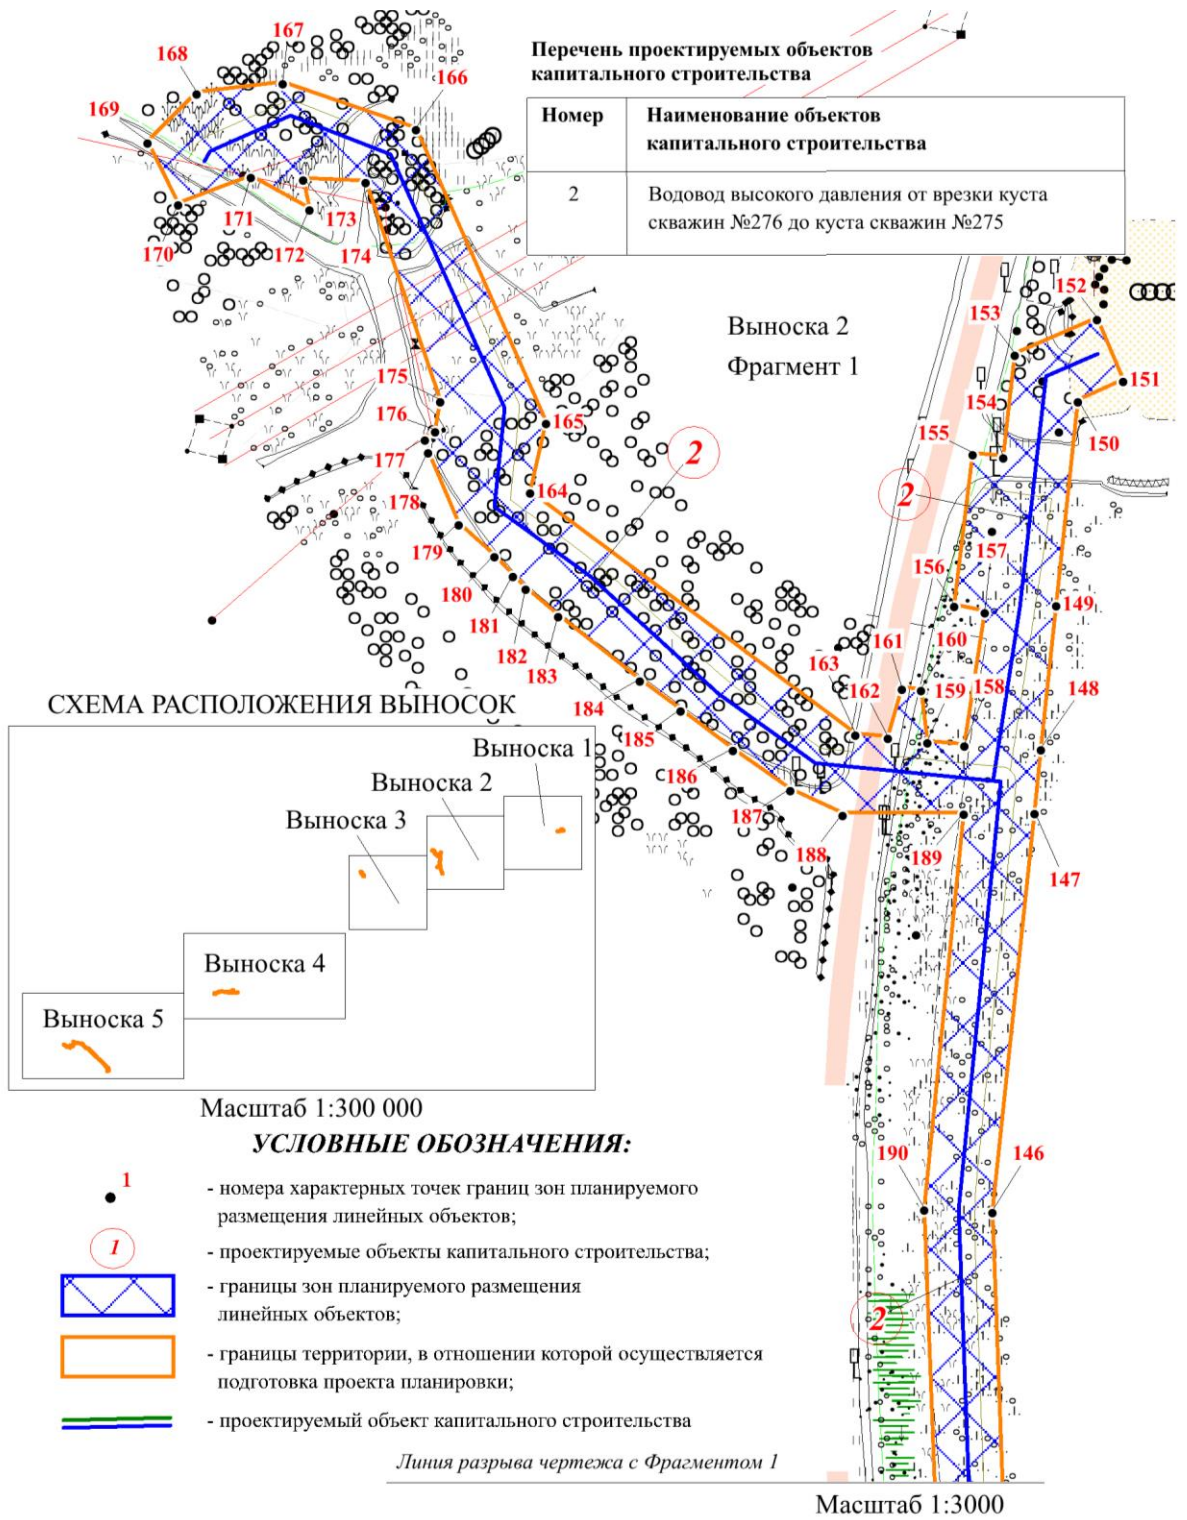 167
168
166
169
Перечень проектируемых объектов
капитального строительства
Номер
Наименование объектов
капитального строительства
2
Водовод высокого давления от врезки куста
скважин №276 до куста скважин №275
171
173
170
172
174
152
153
Выноска 2
Фрагмент 1
175
151
154
150
176
165
155
2
177
164
2
178
157
179
156
149
180
181
161
160
182
163
159
158
183
162
148
СХЕМА РАСПОЛОЖЕНИЯ ВЫНОСОК
184
185
Выноска 1
186
Выноска 2
Выноска 3
187
188
189
147
Выноска 4
Выноска 5
Масштаб 1:300 000
УСЛОВНЫЕ ОБОЗНАЧЕНИЯ:
190
146
1
- номера характерных точек границ зон планируемого
размещения линейных объектов;
1
- проектируемые объекты капитального строительства;
- границы зон планируемого размещения
линейных объектов;
2
- границы территории, в отношении которой осуществляется
подготовка проекта планировки;
- проектируемый объект капитального строительства
Линия разрыва чертежа с Фрагментом 1
Масштаб 1:3000